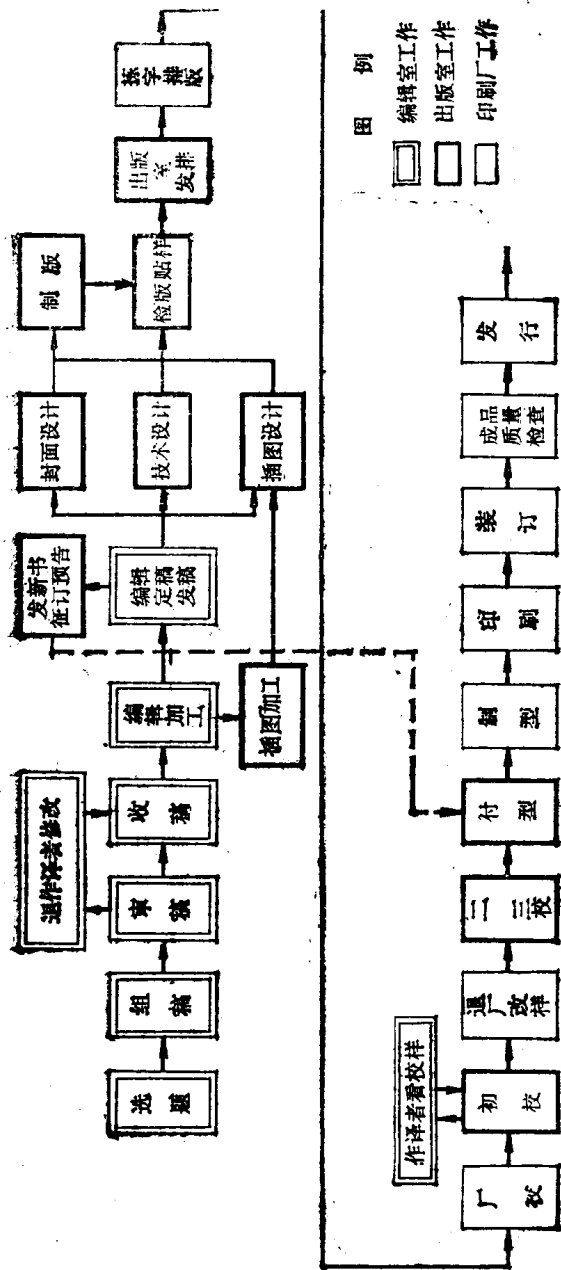 选题
组稿
审稿
退作译者修改
收稿
编辑加工
插图加工
发新书
征订预告
编辑
定稿
发稿
封面设计
技术设计
插图设计
制版
检版贴样
出版
室
发排
拣字排版
图 例
编辑室工作
出版室工作
印刷厂工作
厂校
作译者看校样
初校
退厂改样
二三校
付型
制型
印刷
装订
成品
质量
检查
发行